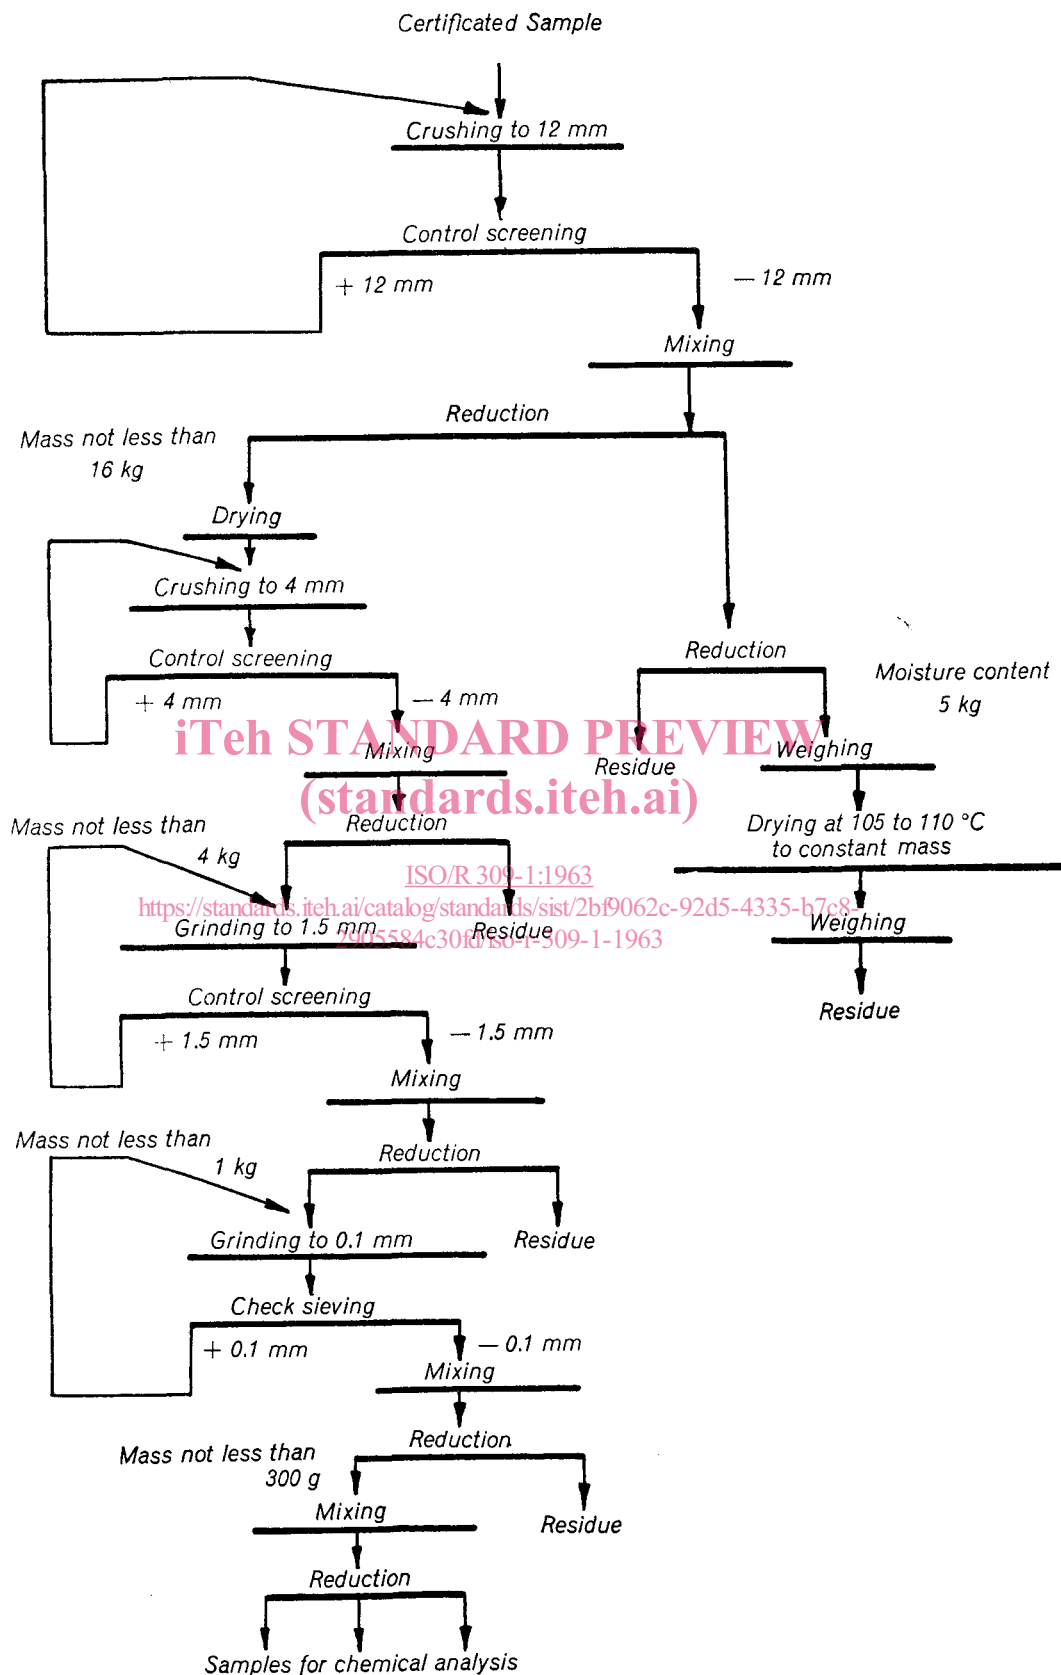 Certificated Sample
Crushing to 12 mm
Control screening
+ 12 mm
— 12 mm
Mixing
Reduction
Mass not less than
16 kg
Drying
Crushing to 4 mm
Control screening
+ 4 mm
— 4 mm
Reduction
Moisture content
5 kg
iTeh STANDARD PREVIEW
(standards.iteh.ai)
Mixing
Residue
Weighing
Mass not less than
4 kg
Reduction
Drying at 105 to 110 °C
to constant mass
ISO/R 309-1:1963
https://standards.iteh.ai/catalog/standards/sist/2bf9062c-92d5-4335-b7c8-
2905584c30fd/iso-r-309-1-1963
Grinding to 1.5 mm
Residue
Weighing
Control screening
Residue
+ 1.5 mm
— 1.5 mm
Mixing
Mass not less than
1 kg
Reduction
Grinding to 0.1 mm
Residue
Check sieving
+ 0.1 mm
— 0.1 mm
Mixing
Reduction
Mass not less than
300 g
Mixing
Residue
Reduction
Samples for chemical analysis